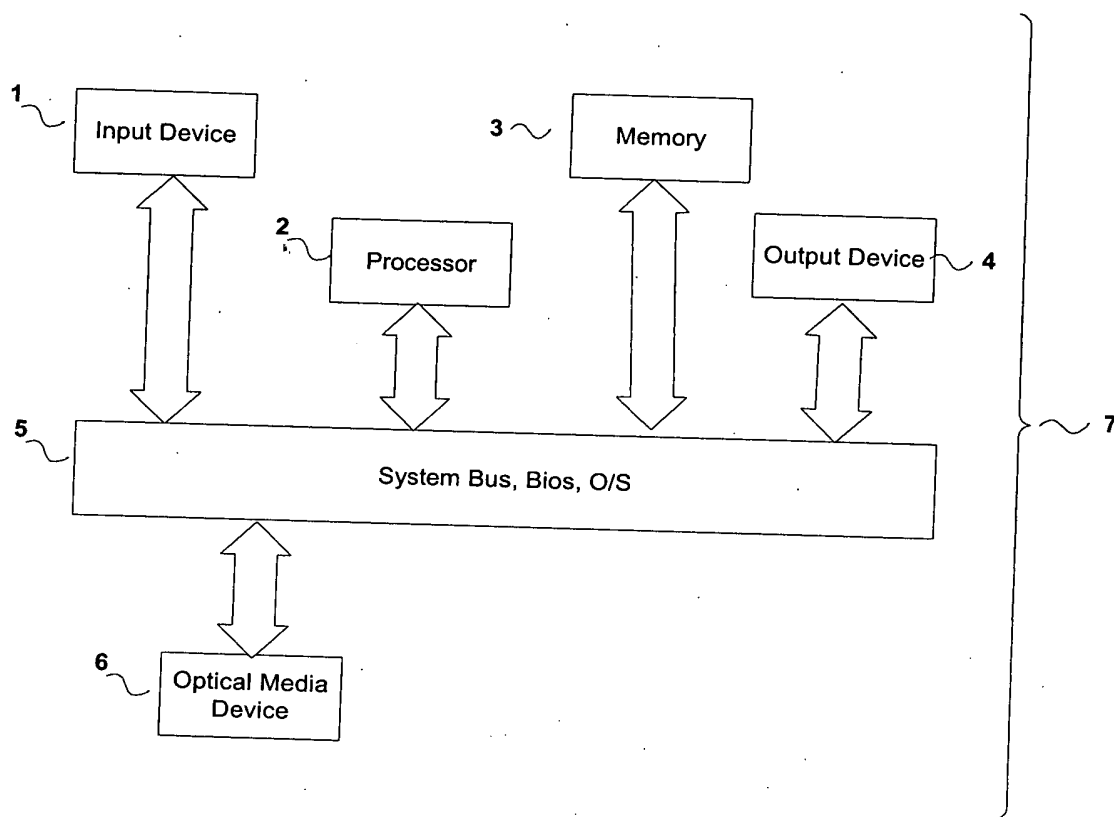 1
Input Device
3
Memory
2
Processor
Output Device
4
5
System Bus, Bios, O/S
7
6
Optical Media
Device